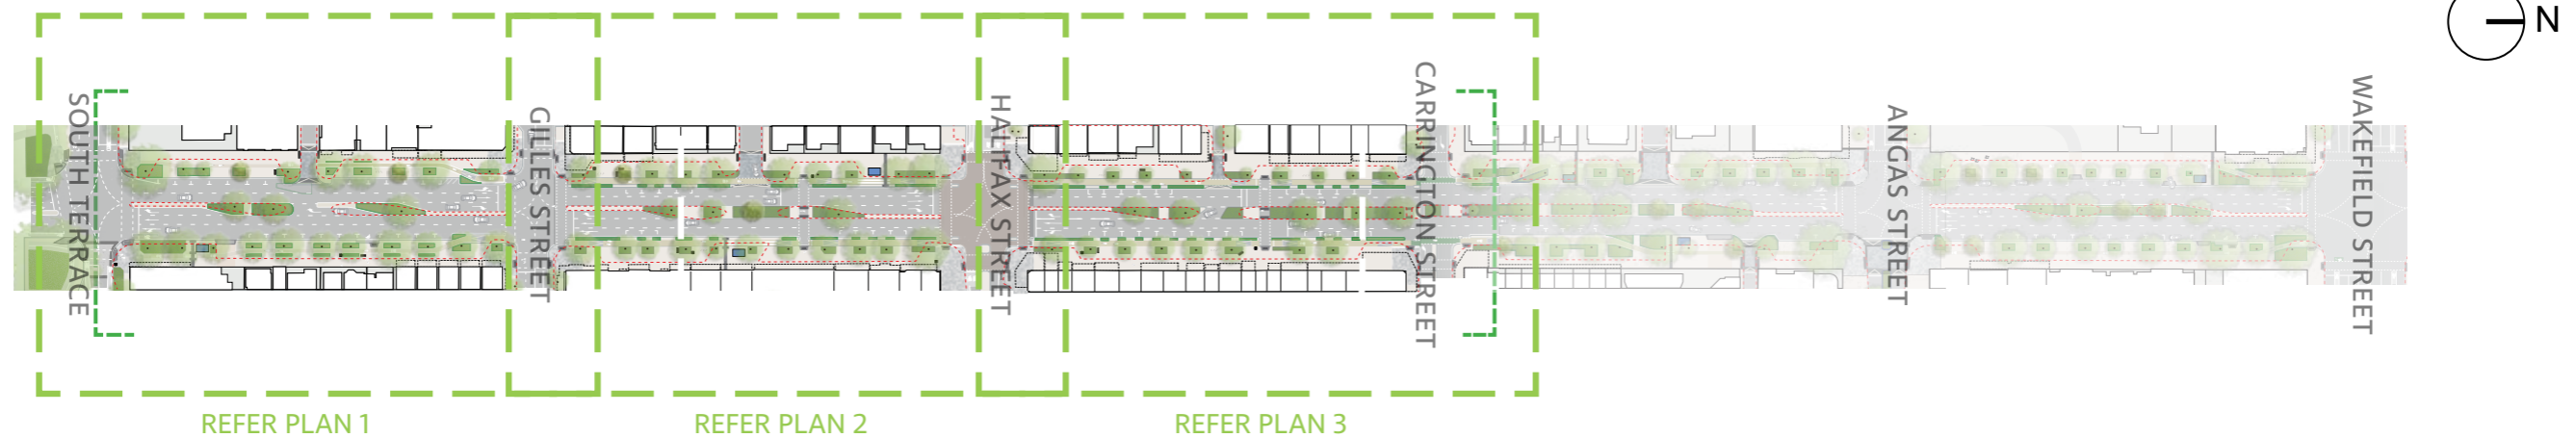 N
SOUTH TERRACE
GILLES STREET
HALIFAX STREET
CARRINGTON STREET
ANGAS STREET
WAKEFIELD STREET
REFER PLAN 1
REFER PLAN 2
REFER PLAN 3